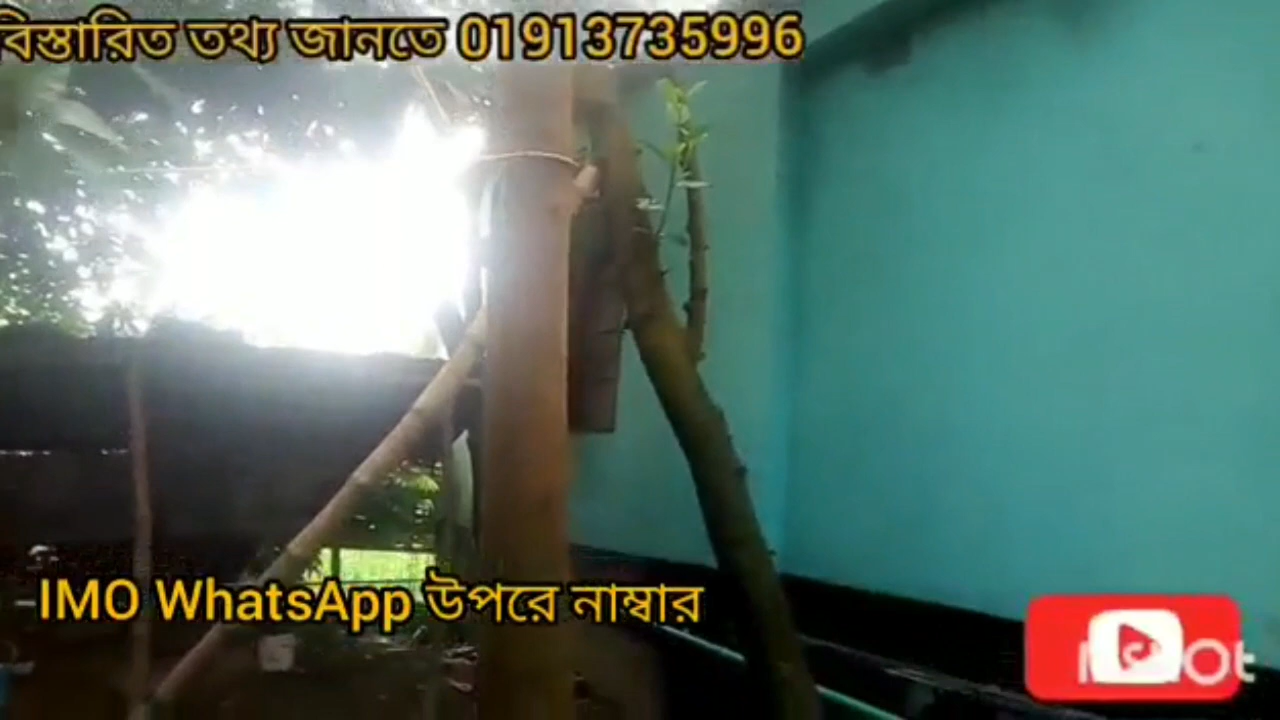 বিস্তারিত তথ্য জানতে 01913735996
IMO WhatsApp উপরে নাম্বার